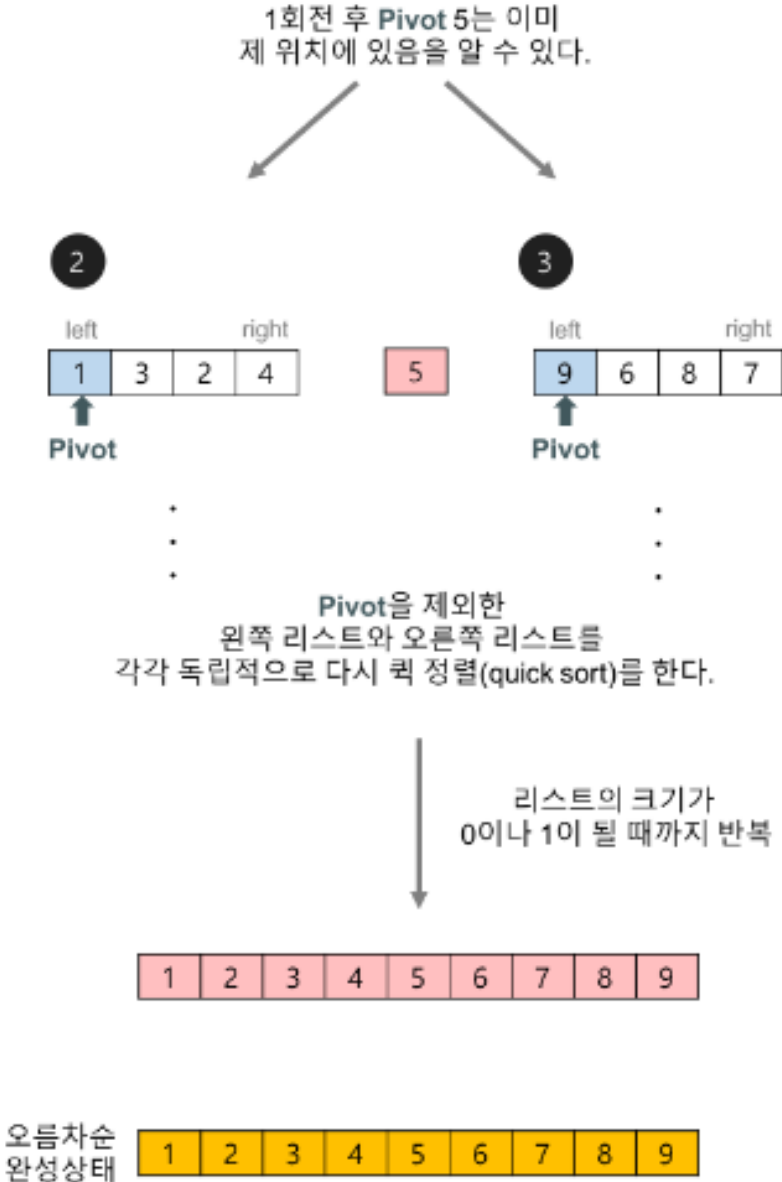 1회전 후 Pivot 5는 이미
제 위치에 있음을 알 수 있다.
2
3
left right
left right
1 3 2 4
5
9 6 8 7
Pivot
Pivot
Pivot을 제외한
왼쪽 리스트와 오른쪽 리스트를
각각 독립적으로 다시 퀵 정렬(quick sort)를 한다.
리스트의 크기가
0이나 1이 될 때까지 반복
1 2 3 4 5 6 7 8 9
오름차순
완성상태
1 2 3 4 5 6 7 8 9